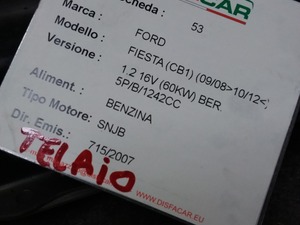 CAR
Scheda: 53
Marca : FORD
Modello : FIESTA (CB1) (09/08>10/12<)
Versione : 1.2 16V (60KW) BER.
5P/B/1242CC
Aliment. : BENZINA
Tipo Motore: SNJB
Dir. Emis.: 715/2007
TELAIO
WWW.DISFACAR.EU